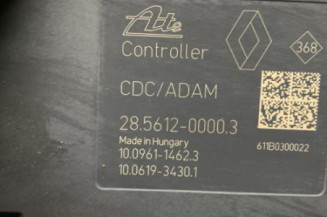 Ate
368
Controller
CDC/ADAM
28.5612-0000.3
Made in Hungary
611B0300022
10.0961-1462.3
10.0619-3430.1